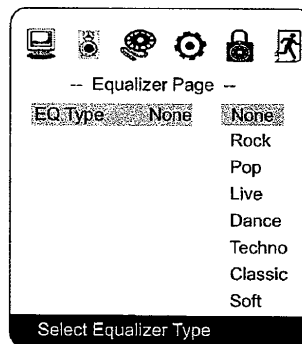 -- Equalizer Page --
EQ Type None None
Rock
Pop
Live
Dance
Techno
Classic
Soft
Select Equalizer Type